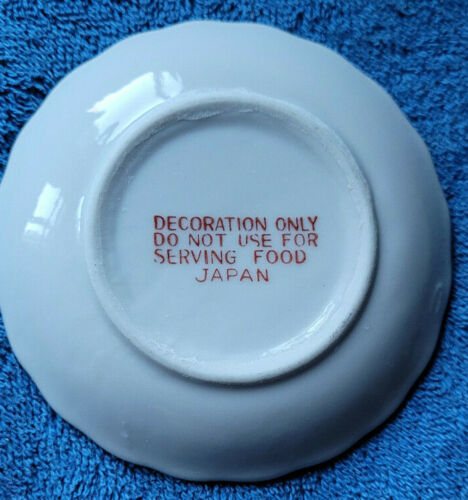 DECORATION ONLY
DO NOT USE FOR
SERVING FOOD
JAPAN